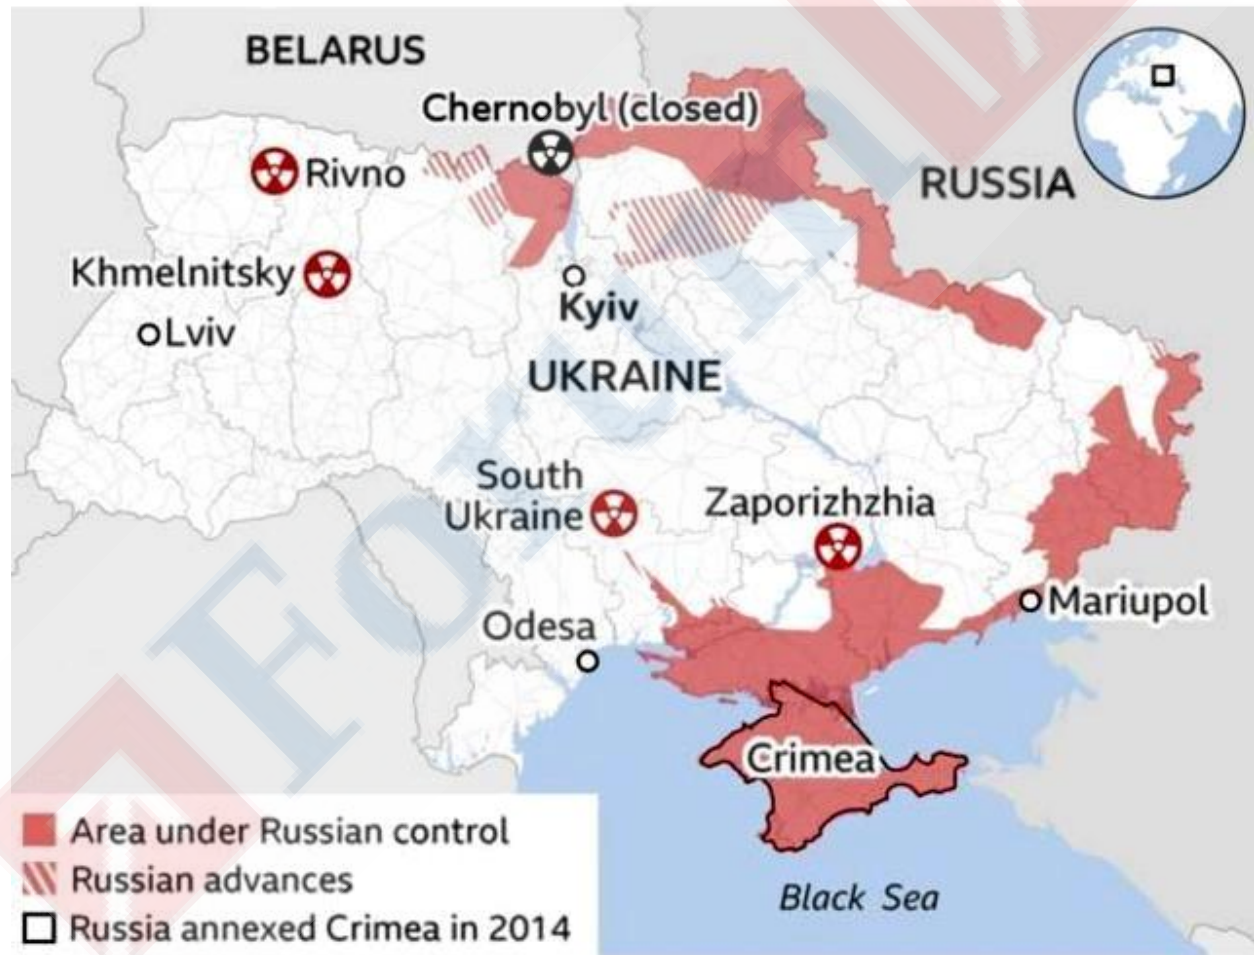 BELARUS
Chernobyl (closed)
Rivno
RUSSIA
Khmelnitsky
Kyiv
Lviv
UKRAINE
South
Ukraine
Zaporizhzhia
Mariupol
Odesa
Crimea
Area under Russian control
Russian advances
Russia annexed Crimea in 2014
Black Sea
ForumIAS